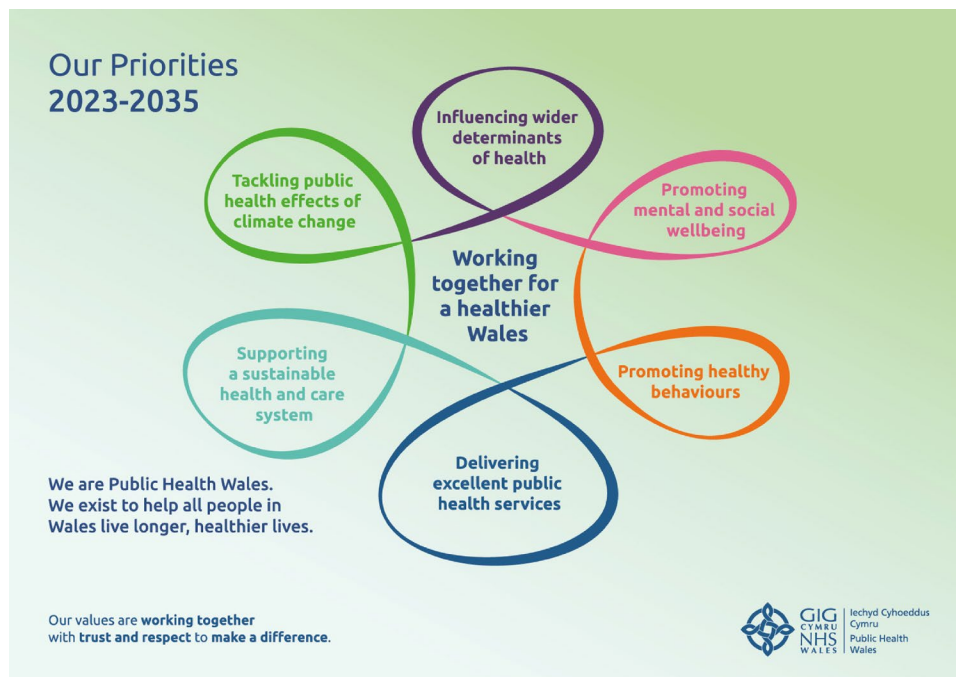 Our Priorities
2023-2035
Influencing wider
determinants
of health
Promoting
mental and social
wellbeing
Promoting healthy
behaviours
Delivering
excellent public
health services
Supporting
a sustainable
health and care
system
Tackling public
health effects of
climate change
Working
together for
a healthier
Wales
We are Public Health Wales.
We exist to help all people in
Wales live longer, healthier lives.
Our values are working together
with trust and respect to make a difference.
GIG
CYMRU
NHS
WALES
Iechyd Cyhoeddus
Cymru
Public Health
Wales